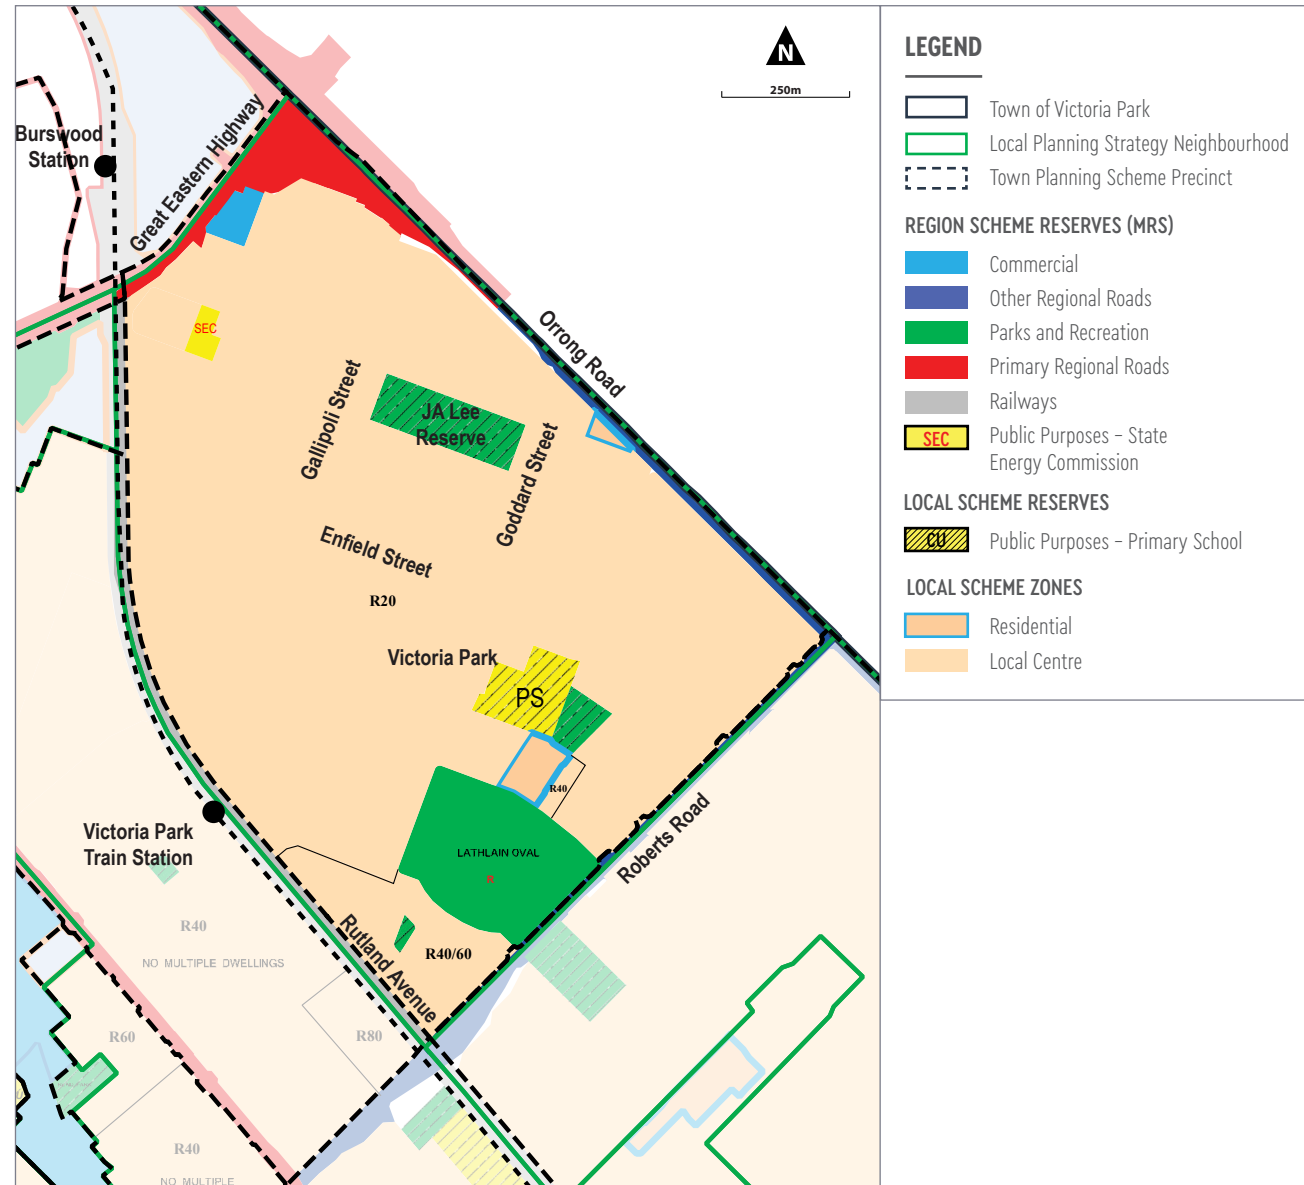 N
250m
Burswood
Station
Great Eastern Highway
Orrong Road
SEC
Gallipoli Street
JA Lee
Reserve
Goddard Street
Enfield Street
R20
Victoria Park
PS
R40
Victoria Park
Train Station
LATHLAIN OVAL
R
Roberts Road
Rutland Avenue
R40/60
R40
NO MULTIPLE DWELLINGS
R60
R80
R40
NO MULTIPLE
LEGEND
Town of Victoria Park
Local Planning Strategy Neighbourhood
Town Planning Scheme Precinct
REGION SCHEME RESERVES (MRS)
Commercial
Other Regional Roads
Parks and Recreation
Primary Regional Roads
Railways
SEC
Public Purposes – State
Energy Commission
LOCAL SCHEME RESERVES
CU
Public Purposes – Primary School
LOCAL SCHEME ZONES
Residential
Local Centre